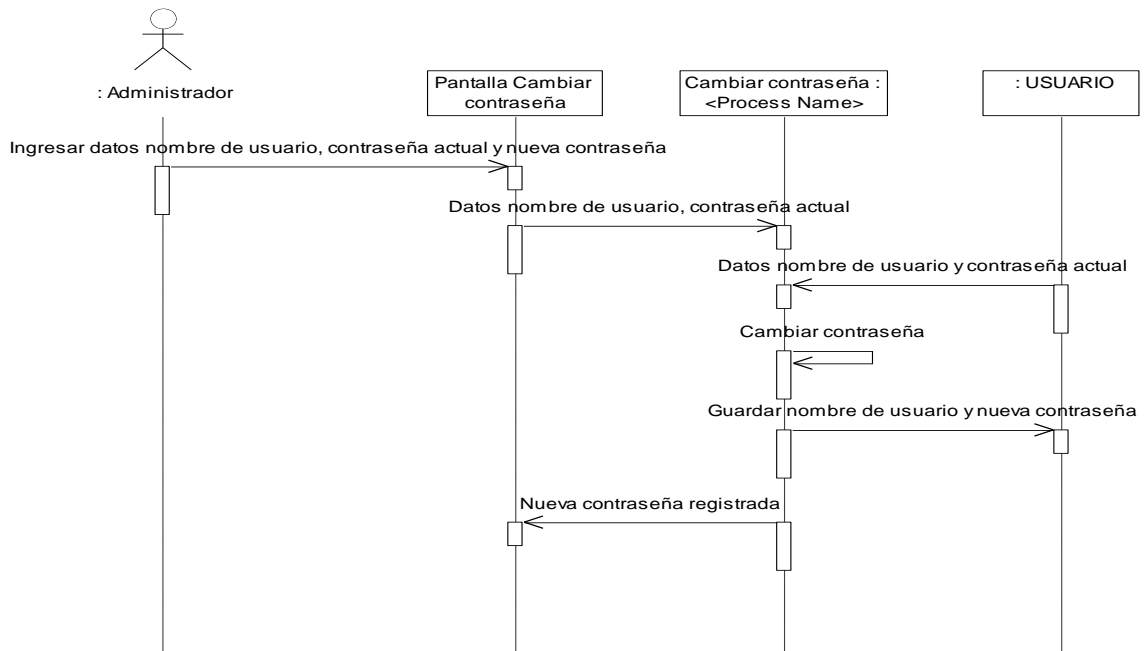 : Administrador
Pantalla Cambiar
contraseña
Cambiar contraseña :
<Process Name>
: USUARIO
Ingresar datos nombre de usuario, contraseña actual y nueva contraseña
Datos nombre de usuario, contraseña actual
Datos nombre de usuario y contraseña actual
Cambiar contraseña
Guardar nombre de usuario y nueva contraseña
Nueva contraseña registrada